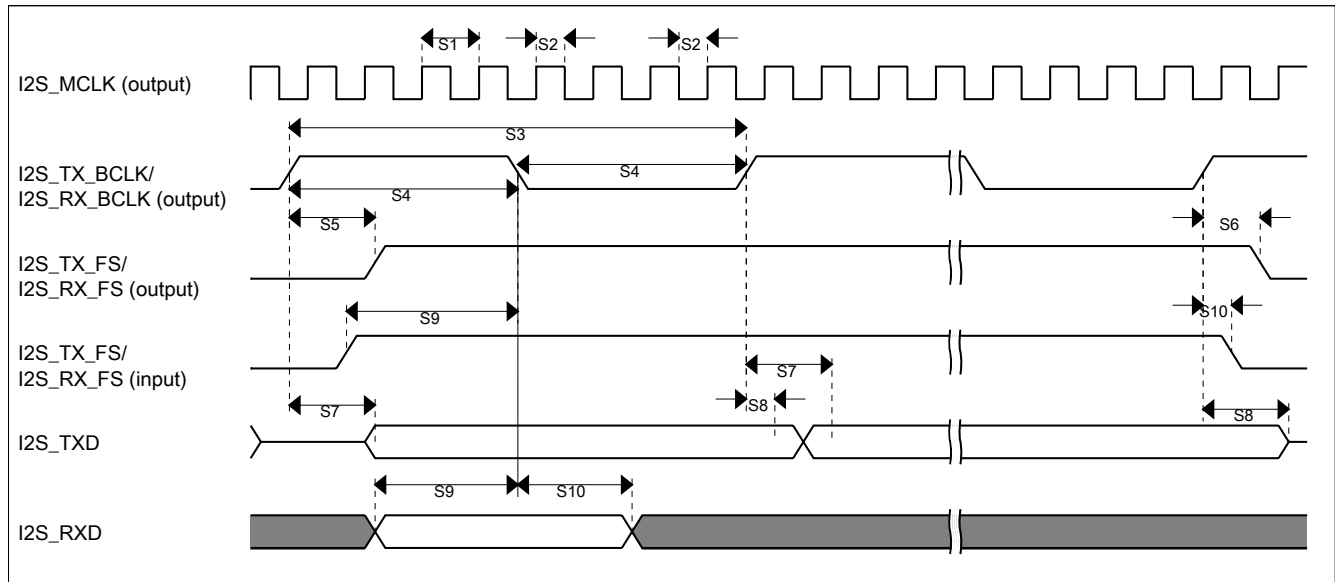 S1 S2 S2
I2S_MCLK (output)
S3
I2S_TX_BCLK/
I2S_RX_BCLK (output)
S4
S4
S5
S6
I2S_TX_FS/
I2S_RX_FS (output)
S9
S10
I2S_TX_FS/
I2S_RX_FS (input)
S7
S7
S8
S8
I2S_TXD
S9 S10
I2S_RXD